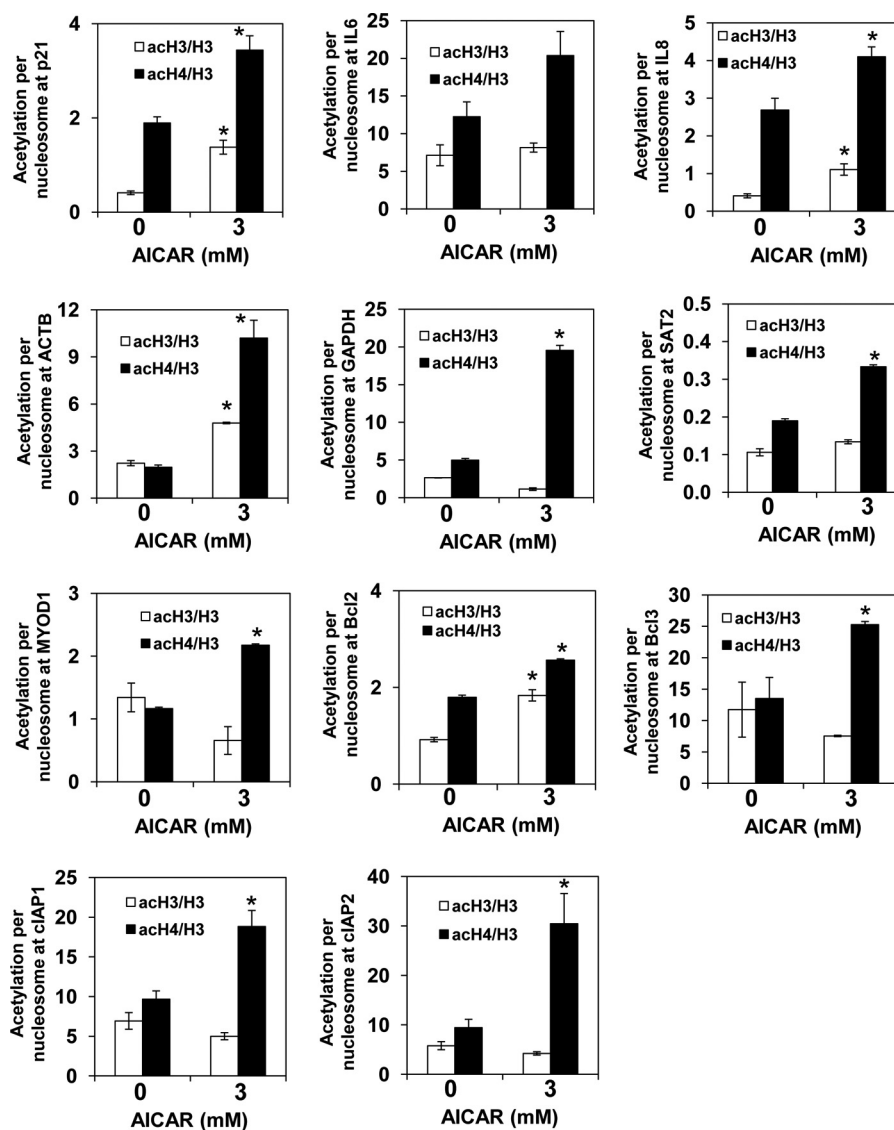 Acetylation per
nucleosome at p21
4
2
0
acH3/H3
acH4/H3
*
*
0 3
AICAR (mM)
Acetylation per
nucleosome at IL6
25
20
15
10
5
0
acH3/H3
acH4/H3
0 3
AICAR (mM)
Acetylation per
nucleosome at IL8
5
4
3
2
1
0
acH3/H3
acH4/H3
*
*
0 3
AICAR (mM)
Acetylation per
nucleosome at ACTB
12
9
6
3
0
acH3/H3
acH4/H3
*
*
0 3
AICAR (mM)
Acetylation per
nucleosome at GAPDH
25
20
15
10
5
0
acH3/H3
acH4/H3
*
0 3
AICAR (mM)
Acetylation per
nucleosome at SAT2
0.5
0.4
0.3
0.2
0.1
0.0
acH3/H3
acH4/H3
*
0 3
AICAR (mM)
Acetylation per
nucleosome at MYOD1
3
2
1
0
acH3/H3
acH4/H3
*
0 3
AICAR (mM)
Acetylation per
nucleosome at Bcl2
4
2
0
acH3/H3
acH4/H3
* *
0 3
AICAR (mM)
Acetylation per
nucleosome at Bcl3
30
25
20
15
10
5
0
acH3/H3
acH4/H3
*
0 3
AICAR (mM)
Acetylation per
nucleosome at cIAP1
25
20
15
10
5
0
acH3/H3
acH4/H3
*
0 3
AICAR (mM)
Acetylation per
nucleosome at cIAP2
40
30
20
10
0
acH3/H3
acH4/H3
*
0 3
AICAR (mM)